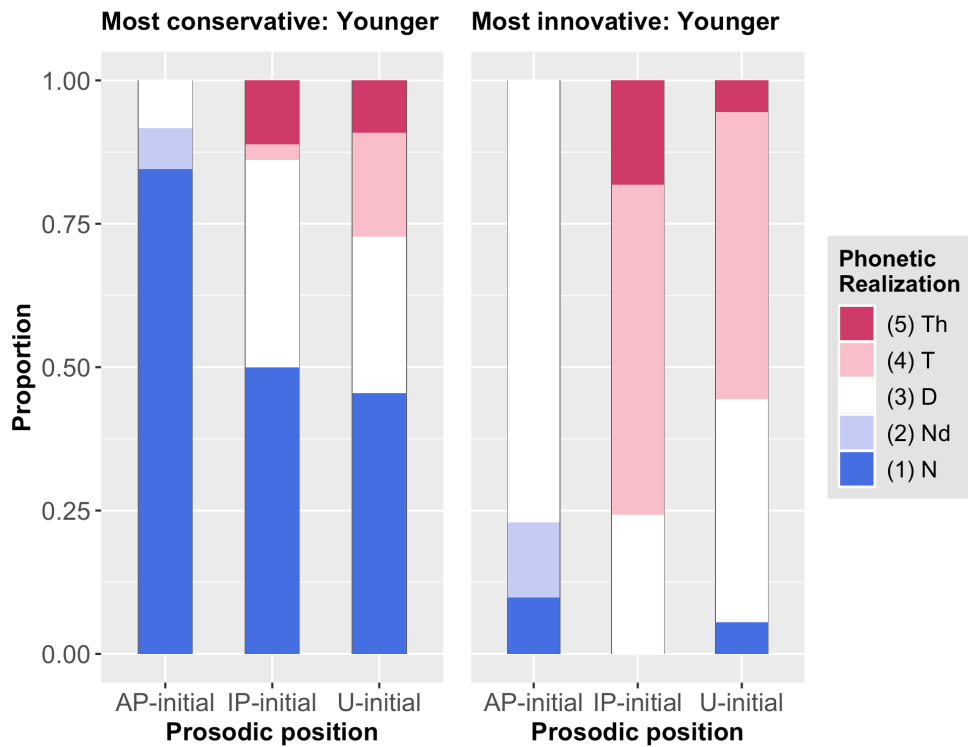 Most conservative: Younger
Most innovative: Younger
1.00
0.75
0.50
0.25
0.00
Proportion
AP-initial IP-initial U-initial
Prosodic position
AP-initial IP-initial U-initial
Prosodic position
Phonetic
Realization
(5) Th
(4) T
(3) D
(2) Nd
(1) N